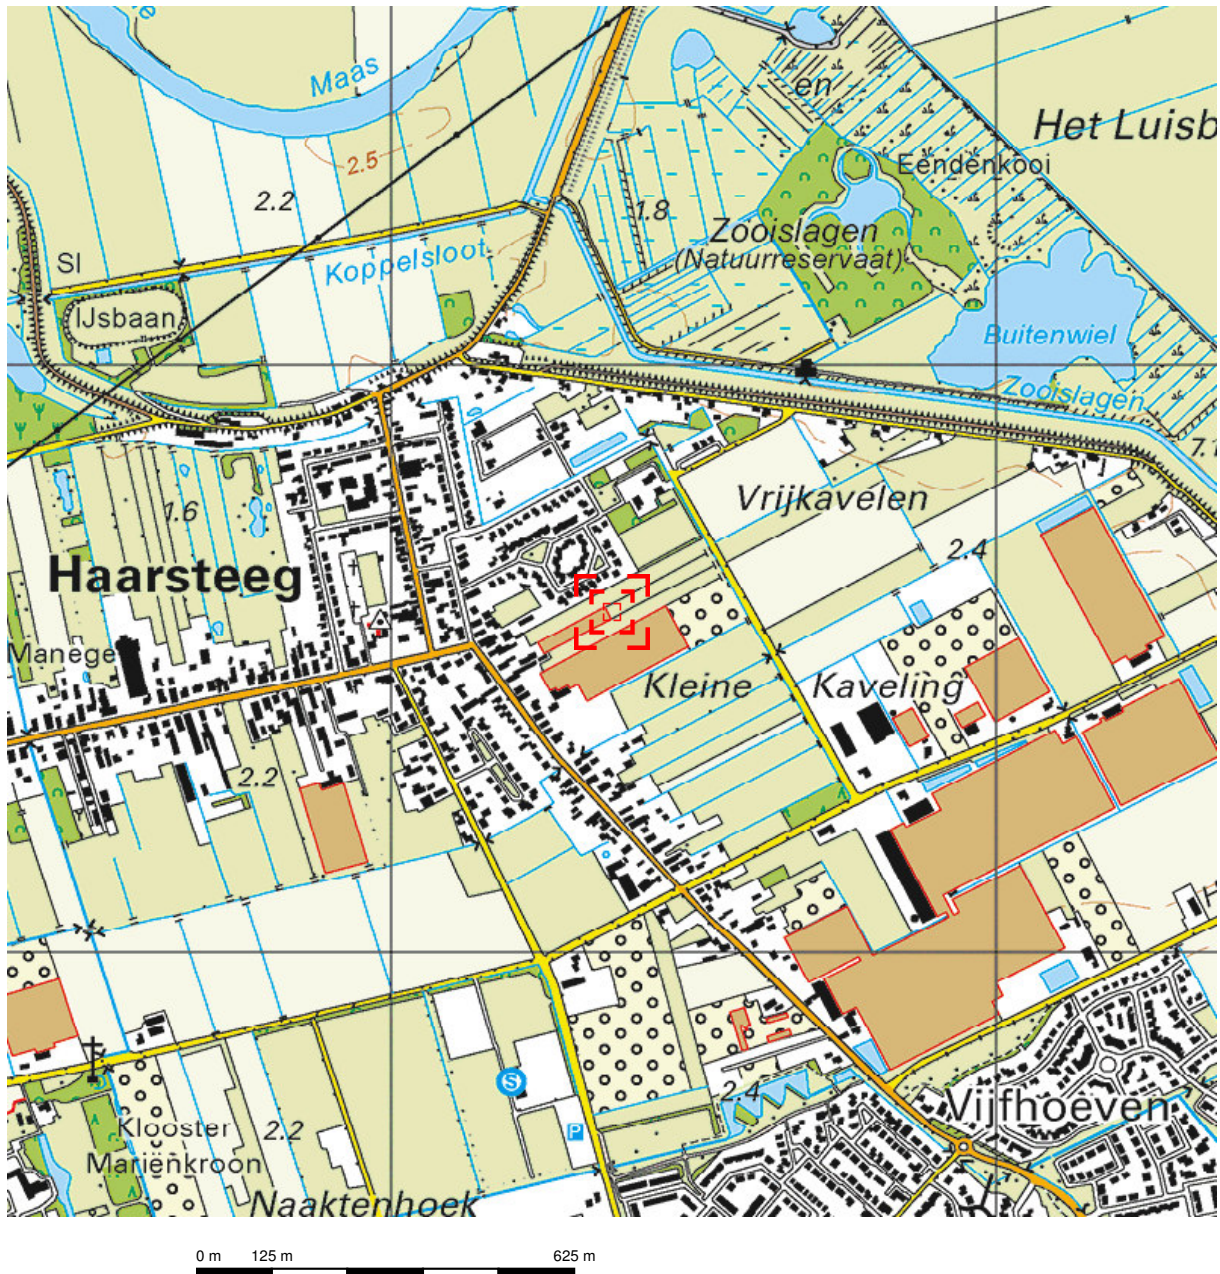 Maas
en
Het Luisb
2.5
Eendenkooi
2.2
1.8
Zooislagen
(Natuurreservaat)
Sl
Koppelsloot
IJsbaan
Buitenwiel
Zooislagen
7.1
Vrijkavelen
1.6
2.4
Haarsteeg
Manege
Kleine
Kaveling
2.2
H
S
2.4
Vijfhoeven
Klooster
2.2
P
Mariënkroon
Naaktenhoek
0 m 125 m 625 m